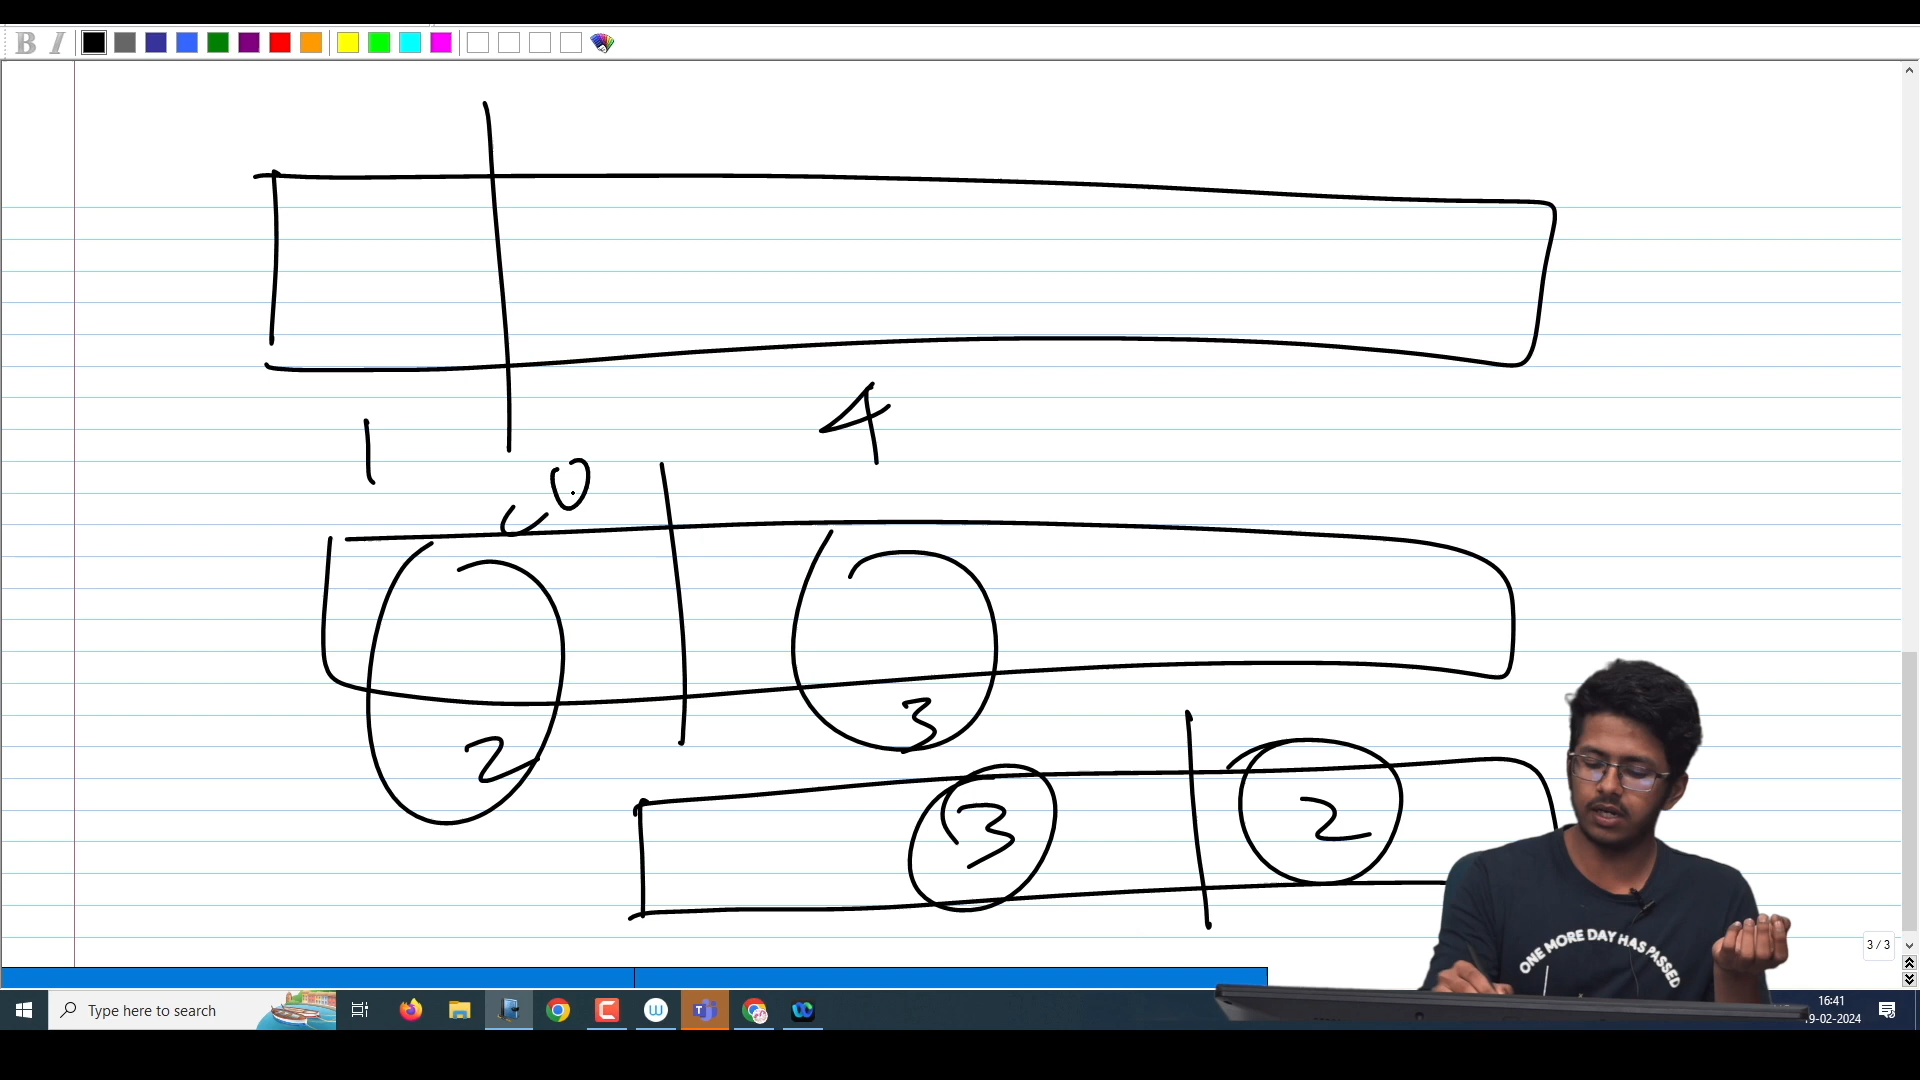 B I
1
4
0
2
3
3
2
ONE MORE DAY HAS PASSED
3 / 3
Type here to search
16:41
9-02-2024